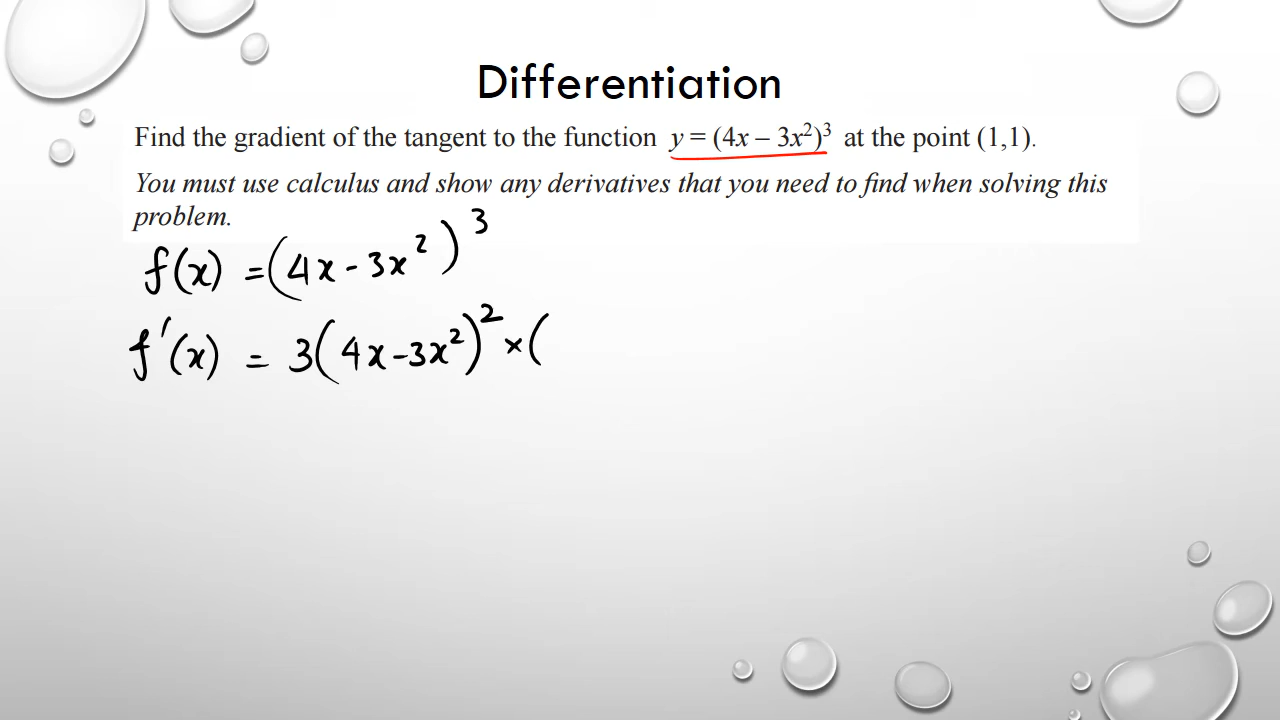 Differentiation
Find the gradient of the tangent to the function y = (4x – 3x²)³ at the point (1,1).
You must use calculus and show any derivatives that you need to find when solving this
problem.
f(x) = (4x - 3x²)³
f'(x) = 3(4x - 3x²)² × (